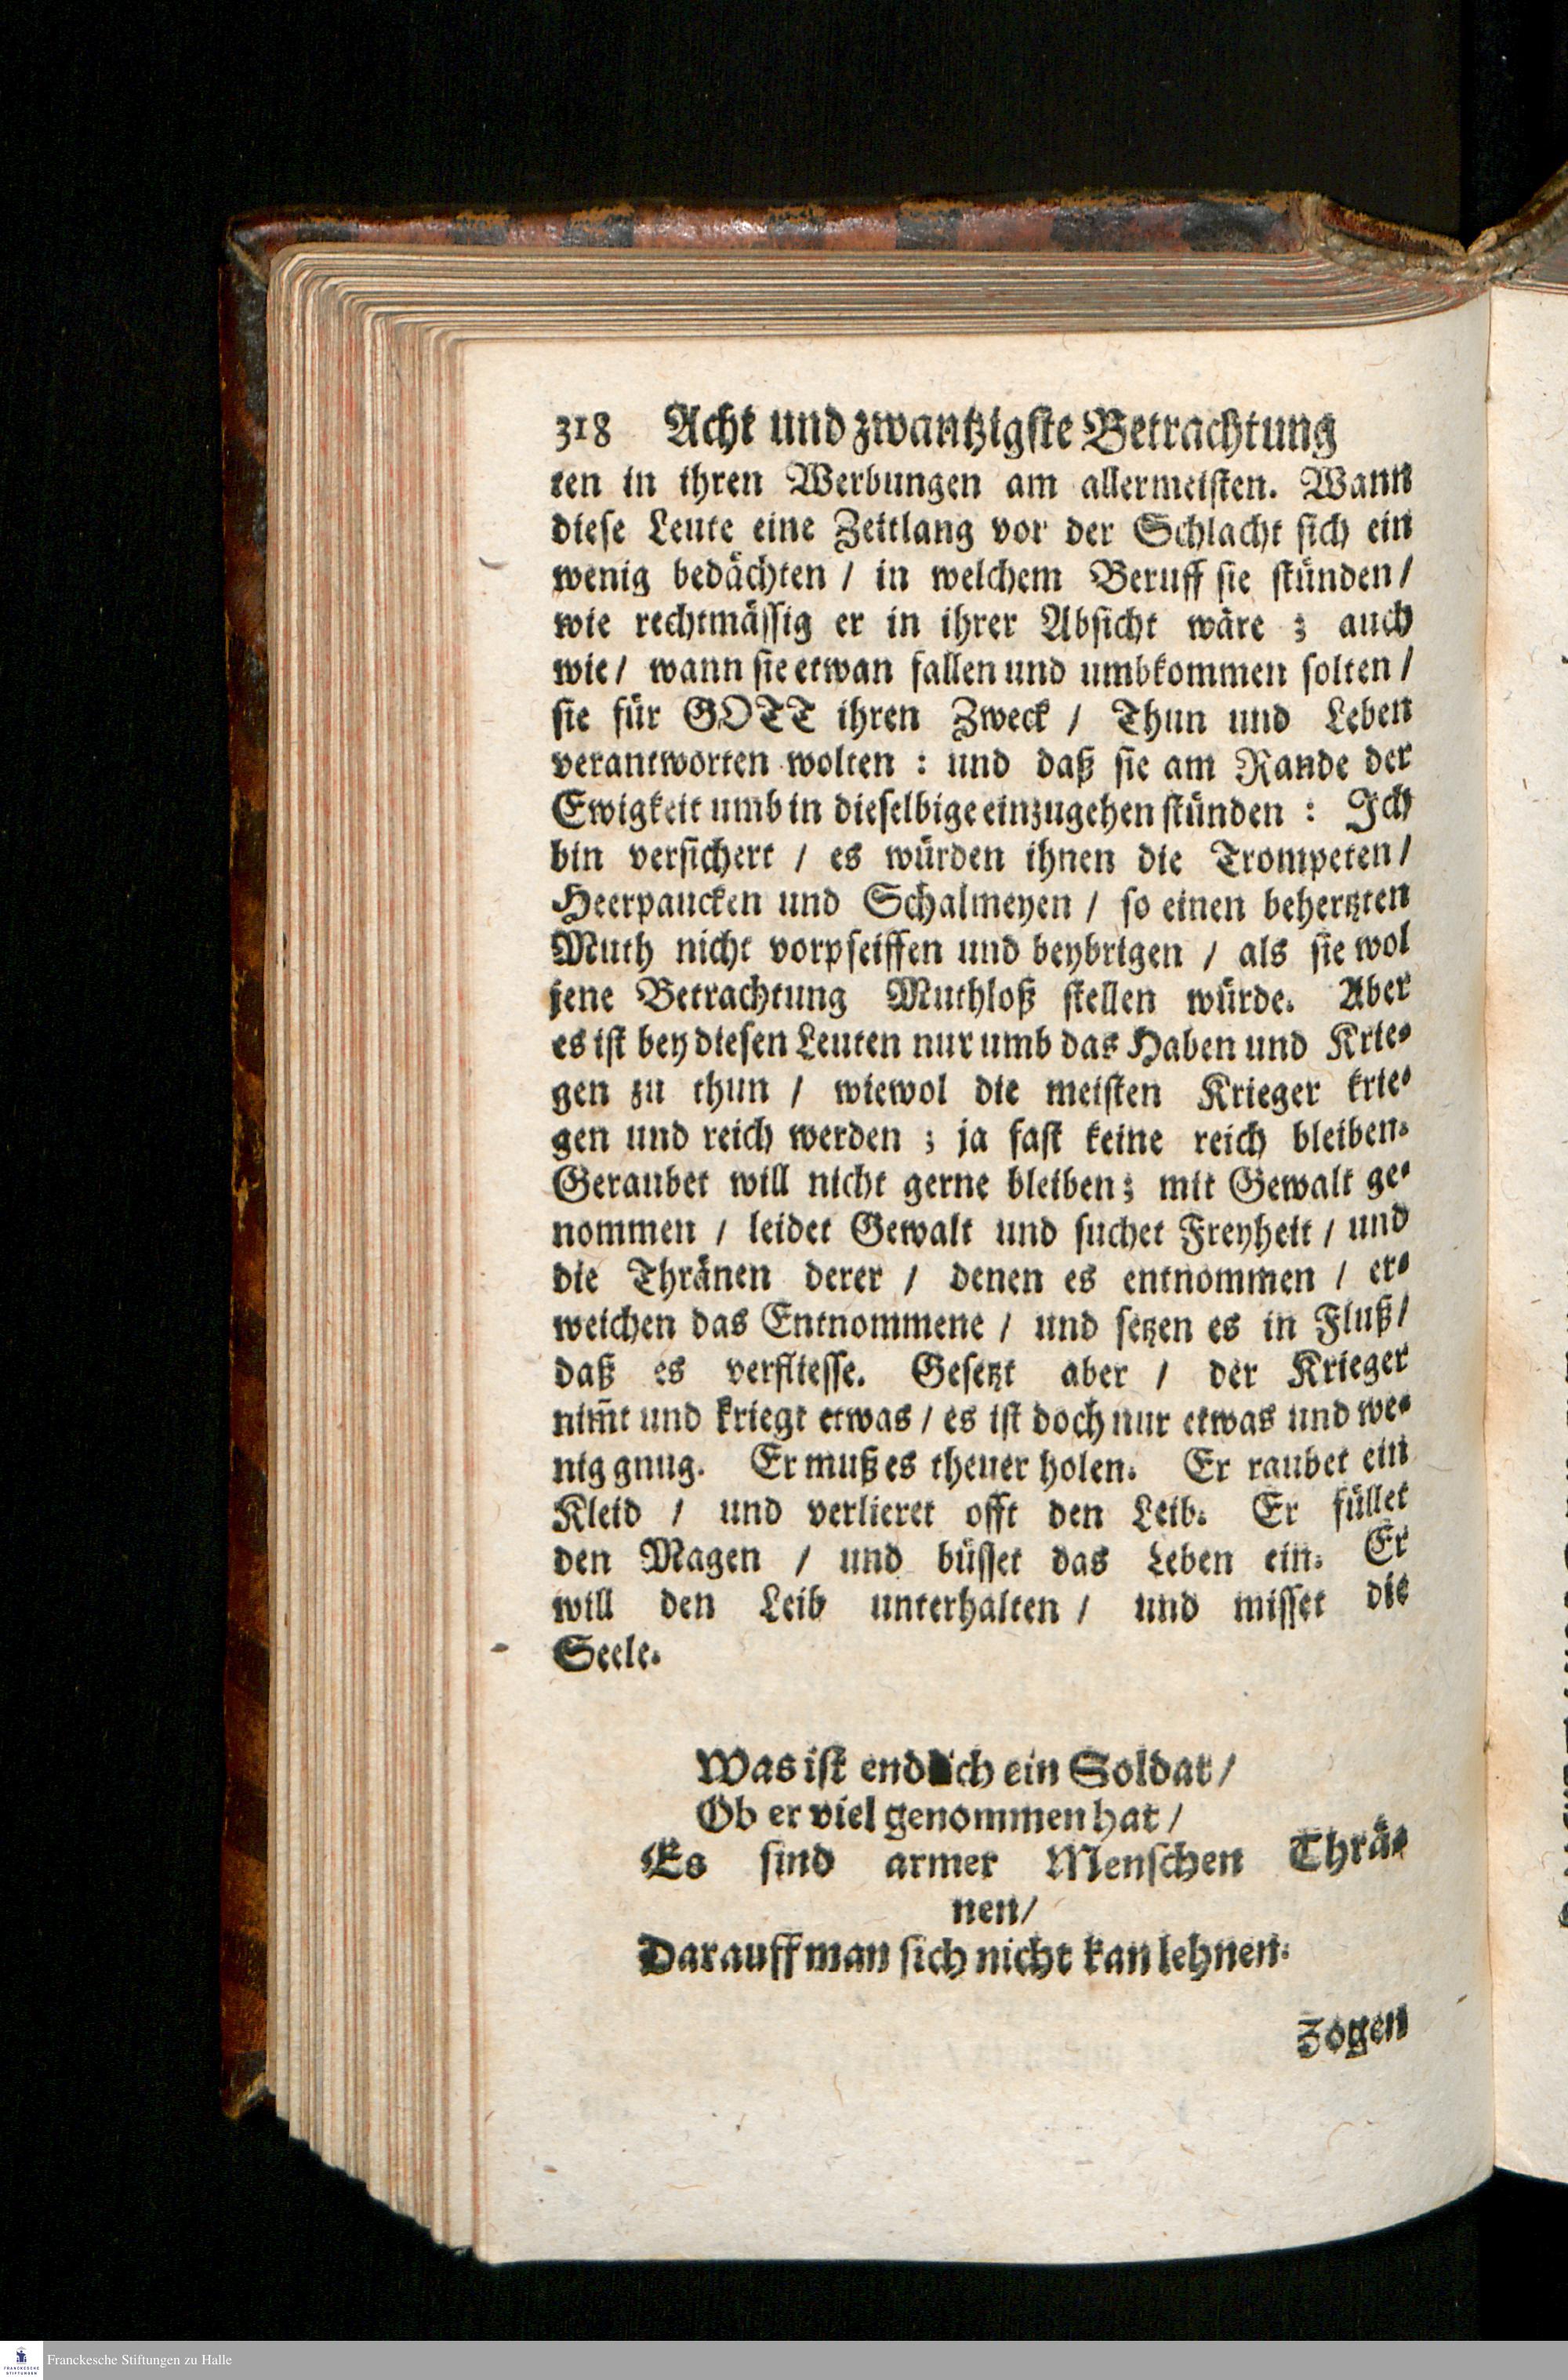 318 Acht und zwantzigste Betrachtung
ten in ihren Werbungen am allermeisten. Wann
diese Leute eine Zeitlang vor der Schlacht sich ein
wenig bedächten / in welchem Beruff sie stünden /
wie rechtmässig er in ihrer Absicht wäre ; auch
wie / wann sie etwan fallen und umbkommen solten /
sie für GOTT ihren Zweck / Thun und Leben
verantworten wolten : und daß sie am Rande der
Ewigkeit umb in dieselbige einzugehen stünden : Ich
bin versichert / es würden ihnen die Trompeten /
Heerpaucken und Schalmeyen / so einen behertzten
Muth nicht vorpfeiffen und beybrigen / als sie wol
jene Betrachtung Muthloß stellen würde. Aber
es ist bey diesen Leuten nur umb das Haben und Krie-
gen zu thun / wiewol die meisten Krieger krie-
gen und reich werden ; ja fast keine reich bleiben.
Geraubet will nicht gerne bleiben ; mit Gewalt ge-
nommen / leidet Gewalt und suchet Freyheit / und
die Thränen derer / denen es entnommen / er-
weichen das Entnommene / und setzen es in Fluß /
daß es verfliesse. Gesetzt aber / der Krieger
nim̃t und kriegt etwas / es ist doch nur etwas und we-
nig gnug. Er muß es theuer holen. Er raubet ein
Kleid / und verlieret offt den Leib. Er füllet
den Magen / und büsset das Leben ein. Er
will den Leib unterhalten / und misset die
Seele.
Was ist endlich ein Soldat /
Ob er viel genommen hat /
Es sind armer Menschen Thrä-
nen /
Darauff man sich nicht kan lehnen.
Zogen
FRANCKESCHE
STIFTUNGEN
Franckesche Stiftungen zu Halle